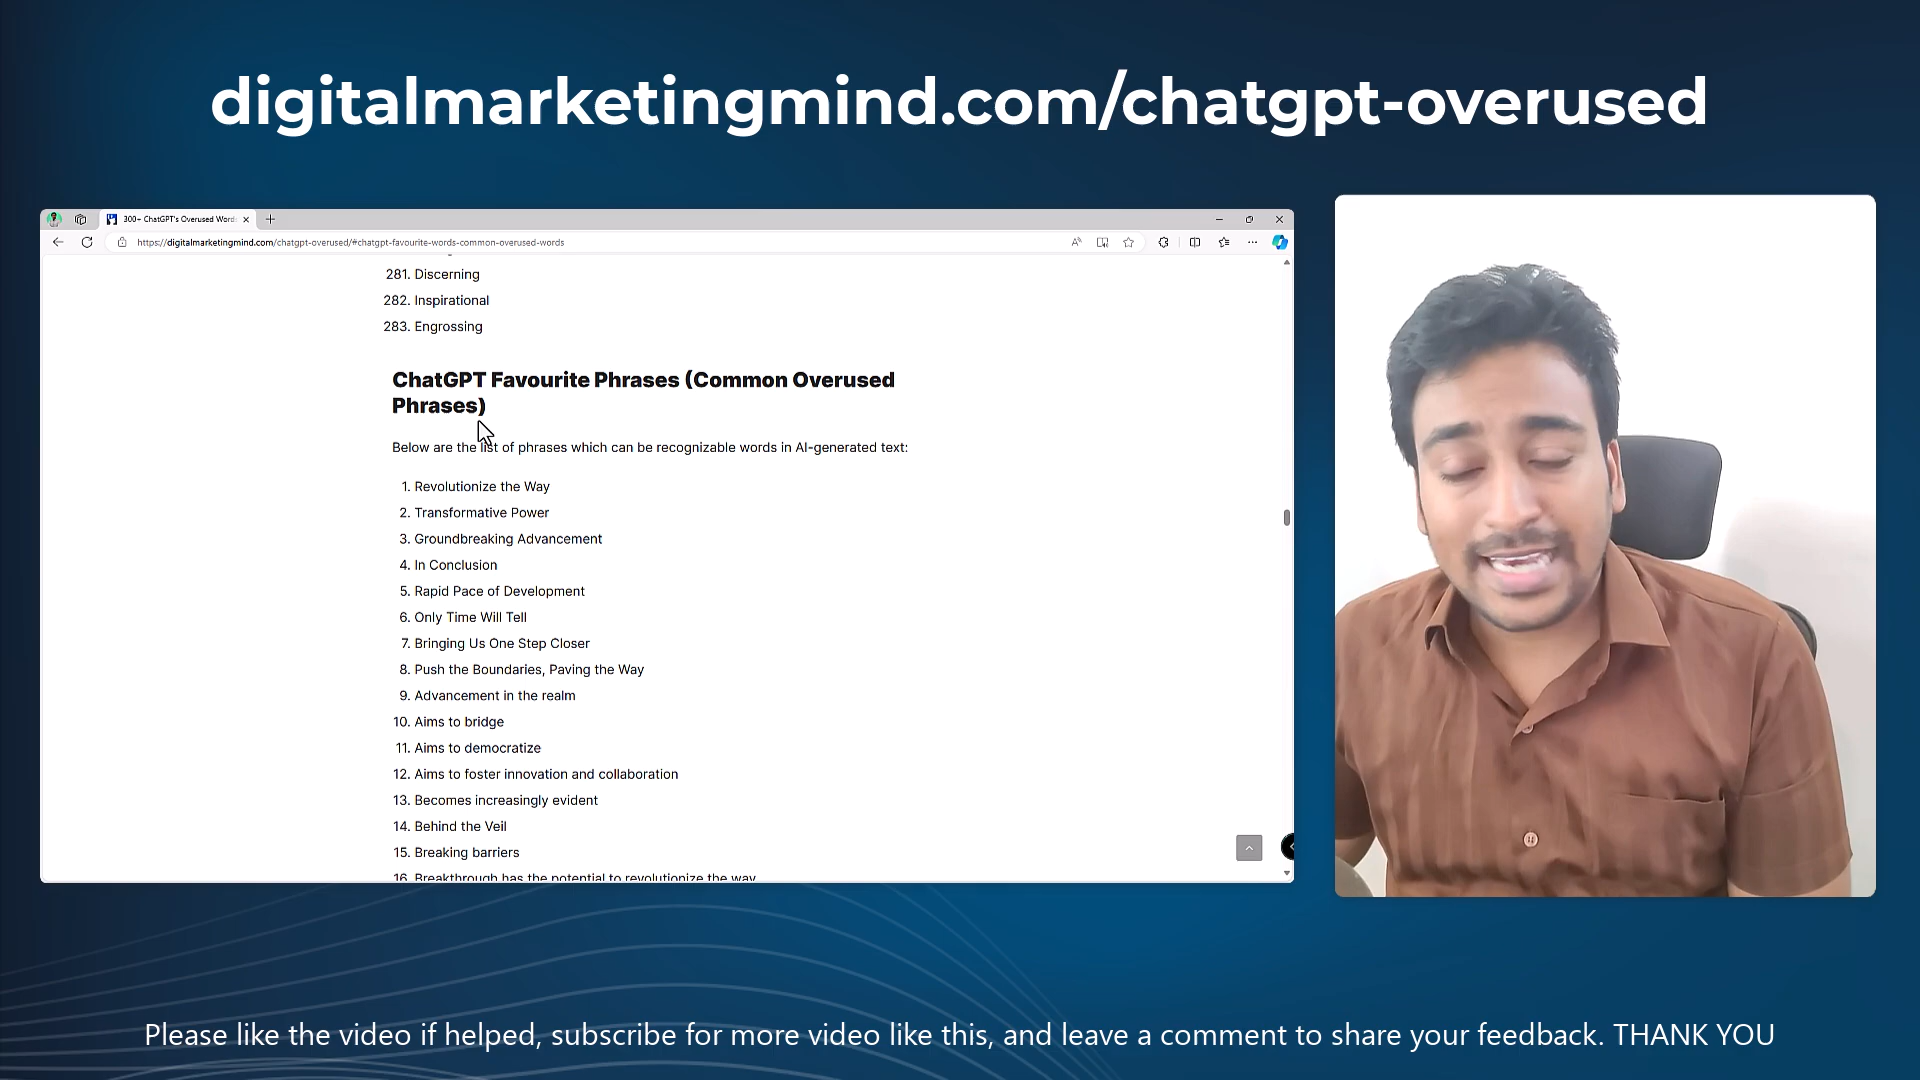 digitalmarketingmind.com/chatgpt-overused
300+ ChatGPT's Overused Word
https://digitalmarketingmind.com/chatgpt-overused/#chatgpt-favourite-words-common-overused-words
281. Discerning
282. Inspirational
283. Engrossing
ChatGPT Favourite Phrases (Common Overused
Phrases)
Below are the list of phrases which can be recognizable words in AI-generated text:
1. Revolutionize the Way
2. Transformative Power
3. Groundbreaking Advancement
4. In Conclusion
5. Rapid Pace of Development
6. Only Time Will Tell
7. Bringing Us One Step Closer
8. Push the Boundaries, Paving the Way
9. Advancement in the realm
10. Aims to bridge
11. Aims to democratize
12. Aims to foster innovation and collaboration
13. Becomes increasingly evident
14. Behind the Veil
15. Breaking barriers
16. Breakthrough has the potential to revolutionize the way
Please like the video if helped, subscribe for more video like this, and leave a comment to share your feedback. THANK YOU